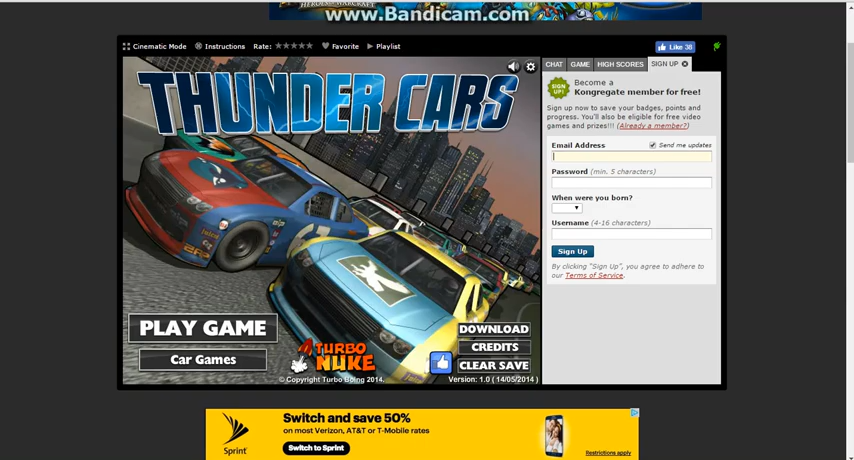 www.Bandicam.com
Cinematic Mode Instructions Rate: Favorite Playlist Like 38
CHAT GAME HIGH SCORES SIGN UP
THUNDER CARS
SIGN UP!
Become a
Kongregate member for free!
Sign up now to save your badges, points and
progress. You'll also be eligible for free video
games and prizes!!! (Already a member?)
Email Address Send me updates
Password (min. 5 characters)
When were you born?
Username (4-16 characters)
Sign Up
By clicking "Sign Up", you agree to adhere to
our Terms of Service.
PLAY GAME
Car Games
TURBO
NUKE
DOWNLOAD
CREDITS
CLEAR SAVE
© Copyright Turbo Boing 2014. Version: 1.0 ( 14/05/2014 )
Sprint
Switch and save 50%
on most Verizon, AT&T or T-Mobile rates
Switch to Sprint
Restrictions apply